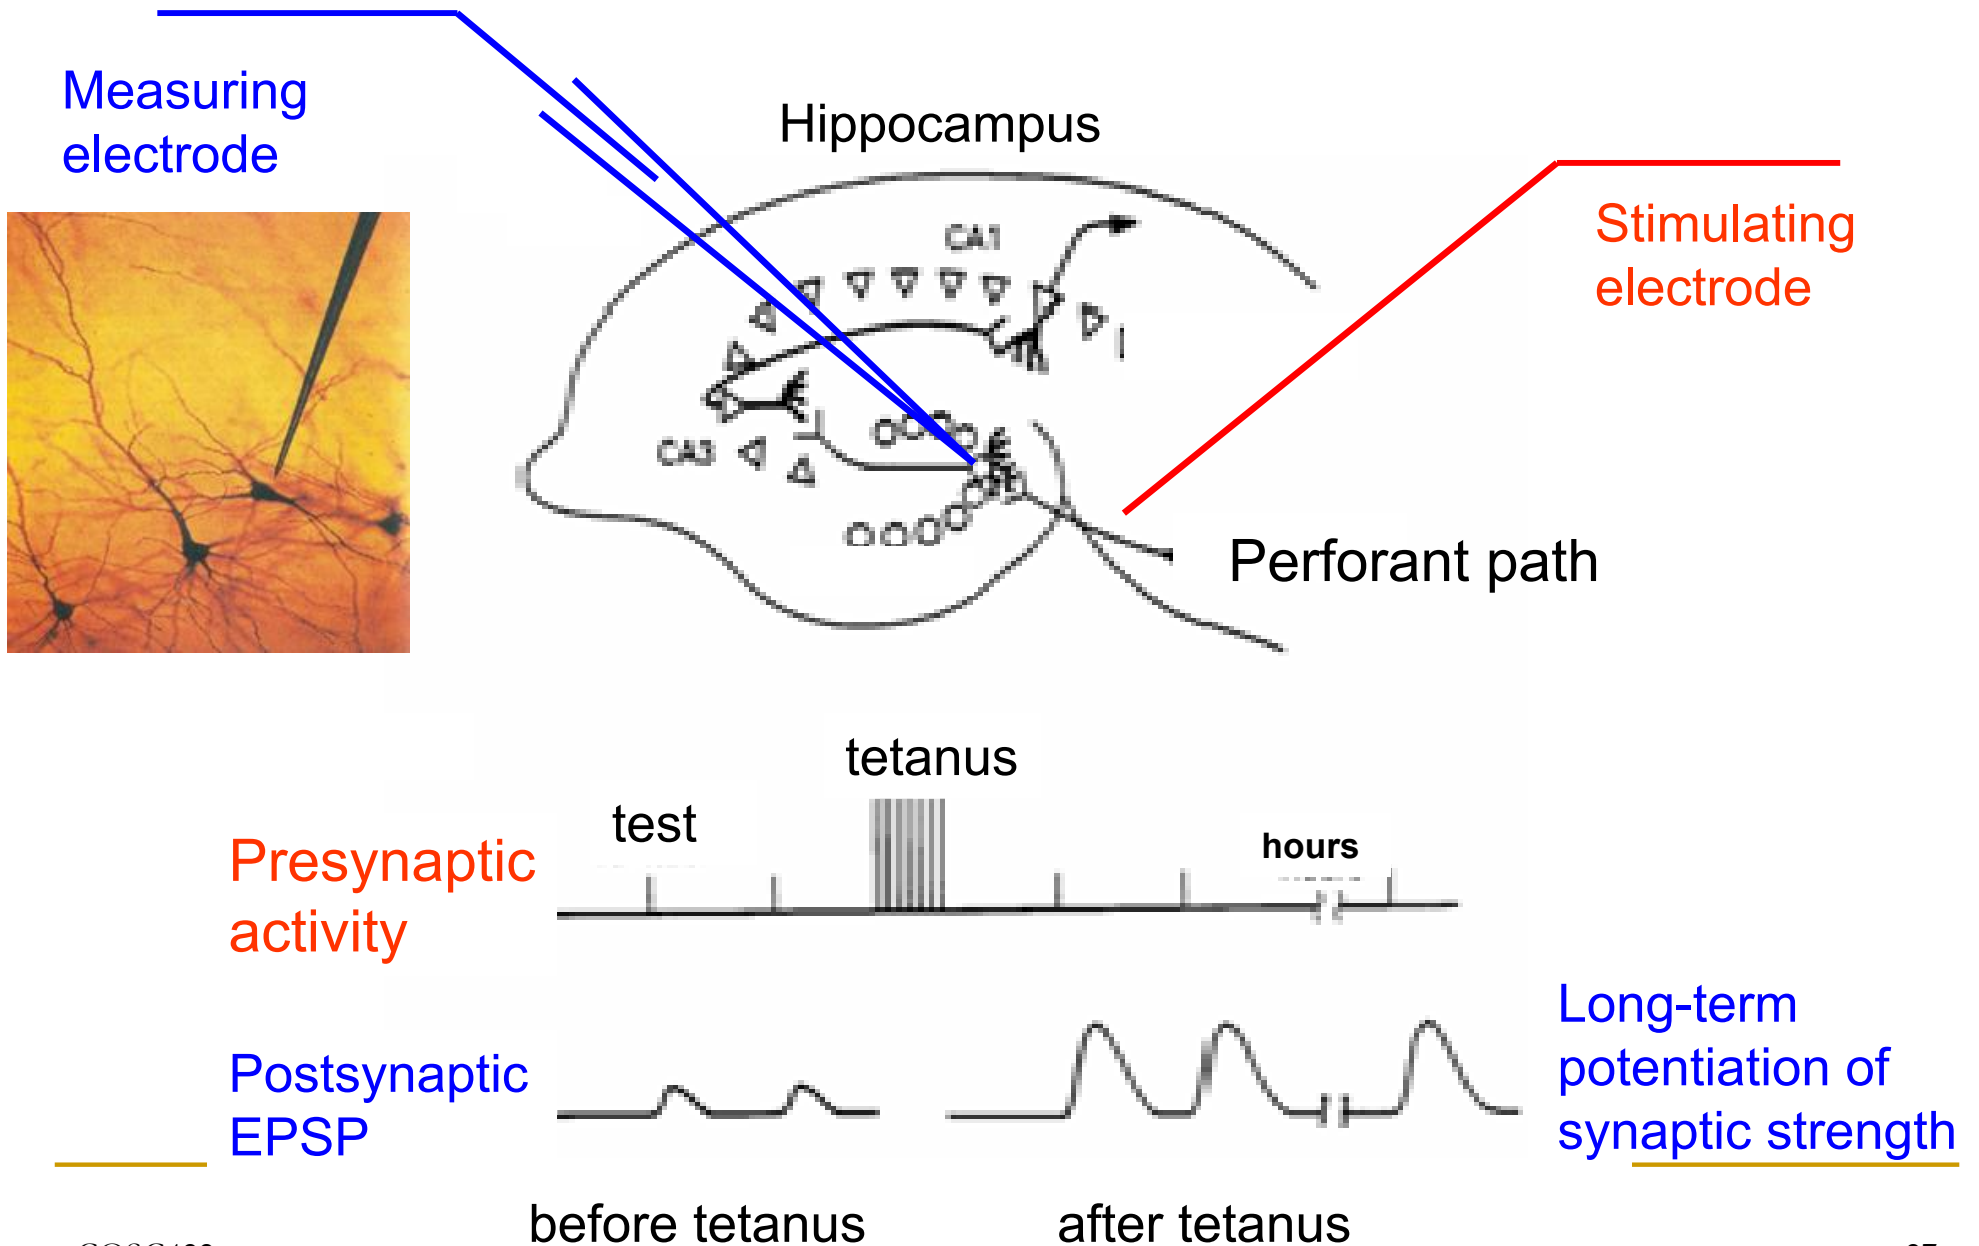 Measuring
electrode
Hippocampus
Stimulating
electrode
CA1
CA3
Perforant path
tetanus
test
hours
Presynaptic
activity
Postsynaptic
EPSP
Long-term
potentiation of
synaptic strength
before tetanus
after tetanus